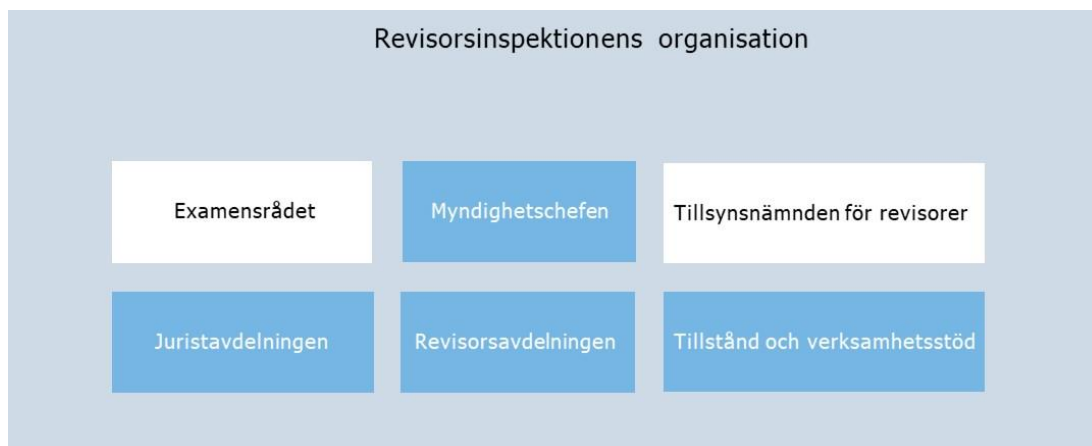 Revisorsinspektionens organisation
Examensrådet
Myndighetschefen
Tillsynsnämnden för revisorer
Juristavdelningen
Revisorsavdelningen
Tillstånd och verksamhetsstöd